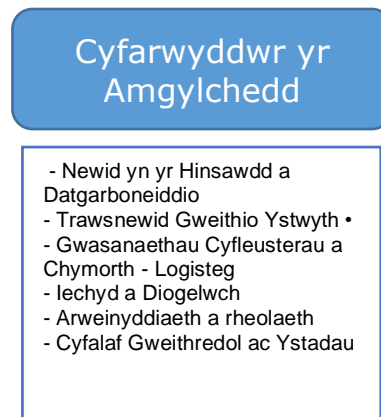 Cyfarwyddwr yr
Amgylchedd
- Newid yn yr Hinsawdd a
Datgarboneiddio
- Trawsnewid Gweithio Ystwyth •
- Gwasanaethau Cyfleusterau a
Chymorth - Logisteg
- Iechyd a Diogelwch
- Arweinyddiaeth a rheolaeth
- Cyfalaf Gweithredol ac Ystadau